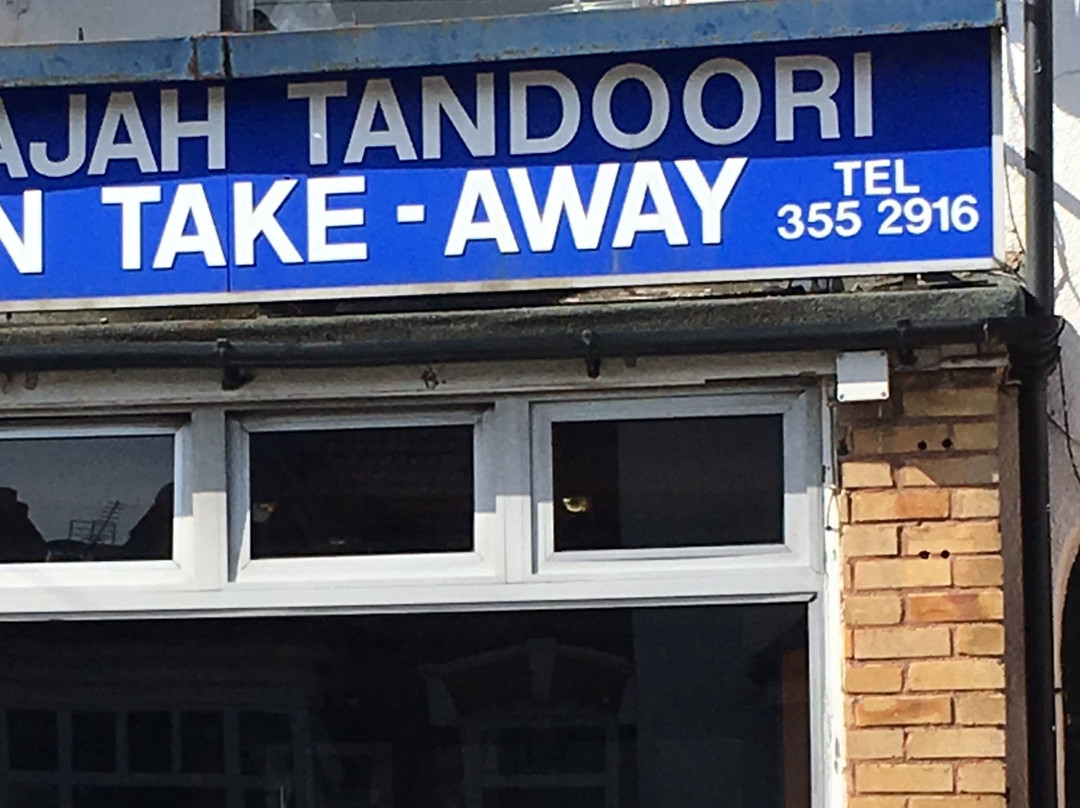 AJAH TANDOORI
N TAKE-AWAY
TEL
355 2916